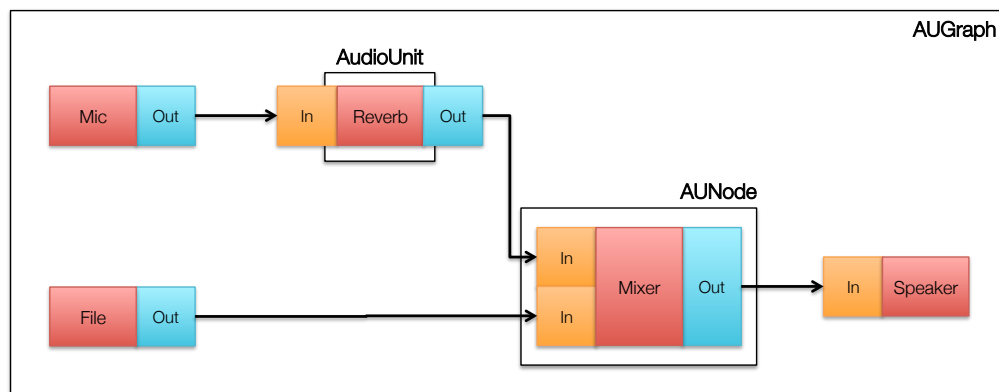 AUGraph
AudioUnit
Mic Out In Reverb Out
AUNode
In
Mixer Out In Speaker
File Out In